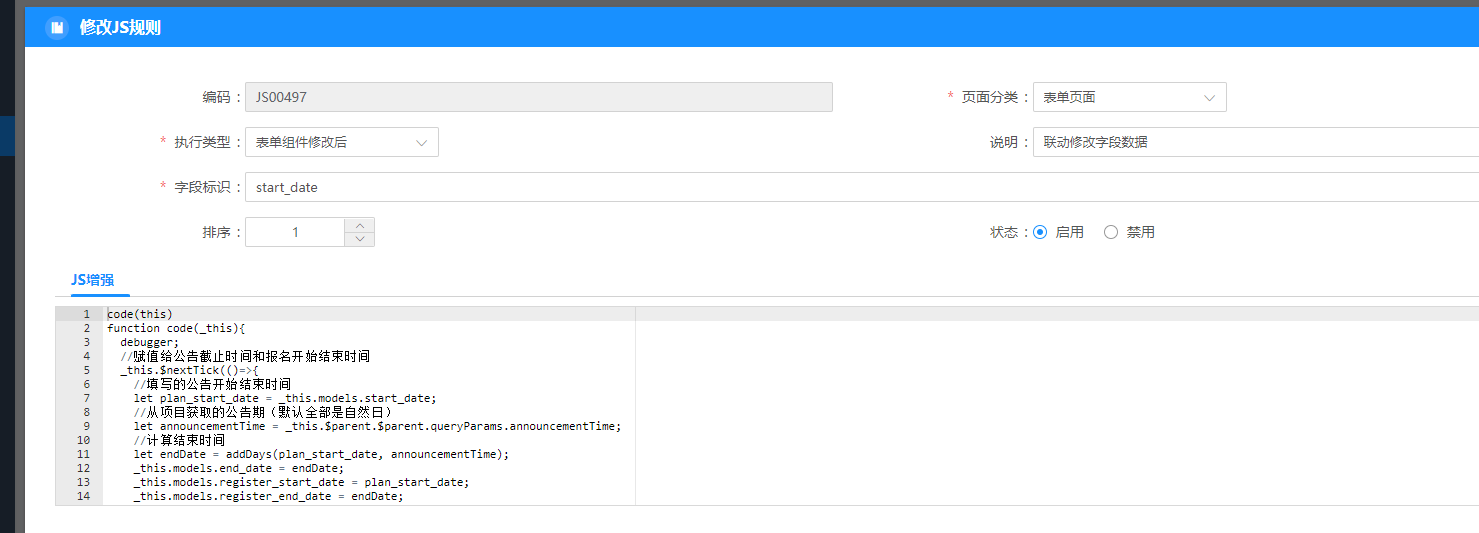 修改JS规则
编码 : JS00497
* 页面分类 : 表单页面
* 执行类型 : 表单组件修改后
说明 : 联动修改字段数据
* 字段标识 : start_date
排序 : 1
状态 : 启用 禁用
JS增强
1 code(this)
2 function code(_this){
3 debugger;
4 //赋值给公告截止时间和报名开始结束时间
5 _this.$nextTick(()=>{
6 //填写的公告开始结束时间
7 let plan_start_date = _this.models.start_date;
8 //从项目获取的公告期（默认全部是自然日）
9 let announcementTime = _this.$parent.$parent.queryParams.announcementTime;
10 //计算结束时间
11 let endDate = addDays(plan_start_date, announcementTime);
12 _this.models.end_date = endDate;
13 _this.models.register_start_date = plan_start_date;
14 _this.models.register_end_date = endDate;